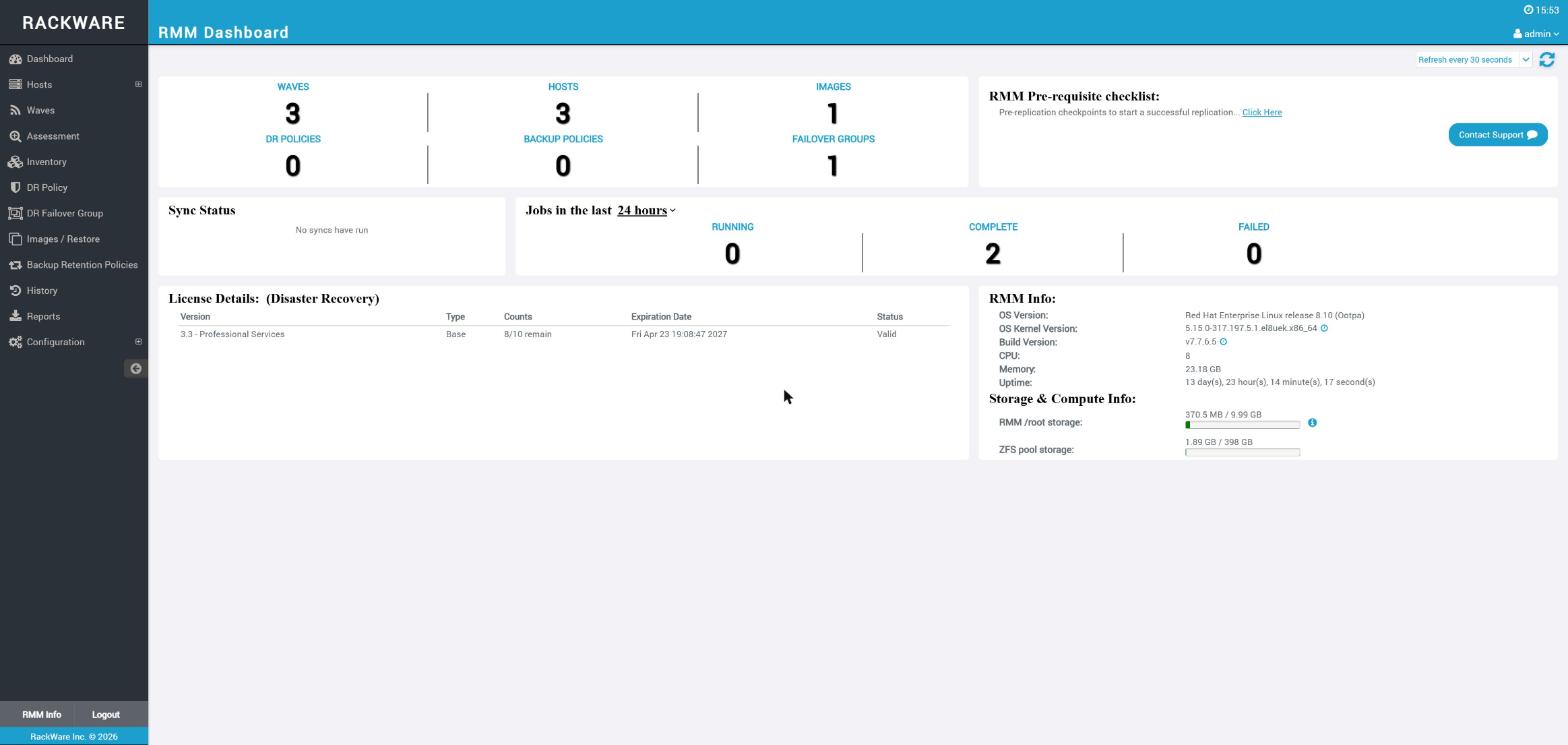 RACKWARE
15:53
RMM Dashboard
admin
Dashboard
Hosts
Waves
Assessment
Inventory
DR Policy
DR Failover Group
Images / Restore
Backup Retention Policies
History
Reports
Configuration
RMM Info Logout
RackWare Inc. © 2026
Refresh every 30 seconds
WAVES HOSTS IMAGES
3 3 1
DR POLICIES BACKUP POLICIES FAILOVER GROUPS
0 0 1
RMM Pre-requisite checklist:
Pre-replication checkpoints to start a successful replication... Click Here
Contact Support
Sync Status
No syncs have run
Jobs in the last 24 hours
RUNNING COMPLETE FAILED
0 2 0
License Details: (Disaster Recovery)
Version Type Counts Expiration Date Status
3.3 - Professional Services Base 8/10 remain Fri Apr 23 19:08:47 2027 Valid
RMM Info:
OS Version: Red Hat Enterprise Linux release 8.10 (Ootpa)
OS Kernel Version: 5.15.0-317.197.5.1.el8uek.x86_64
Build Version: v7.7.6.5
CPU: 8
Memory: 23.18 GB
Uptime: 13 day(s), 23 hour(s), 14 minute(s), 17 second(s)
Storage & Compute Info:
RMM /root storage: 370.5 MB / 9.99 GB
ZFS pool storage: 1.89 GB / 398 GB